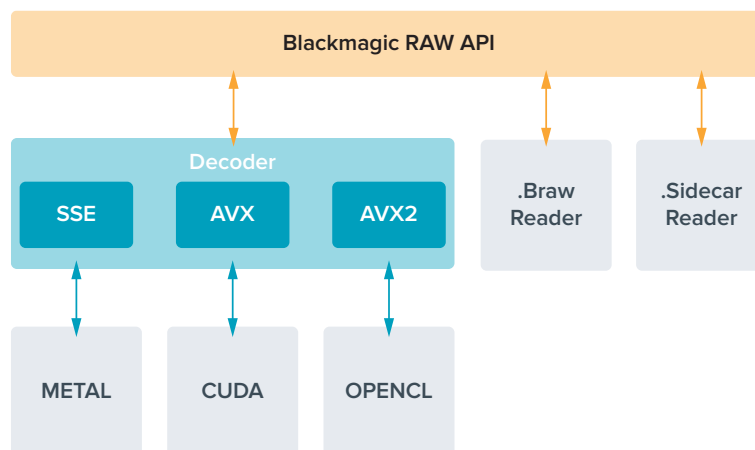 Blackmagic RAW API
Decoder
SSE
AVX
AVX2
.Braw
Reader
.Sidecar
Reader
METAL
CUDA
OPENCL